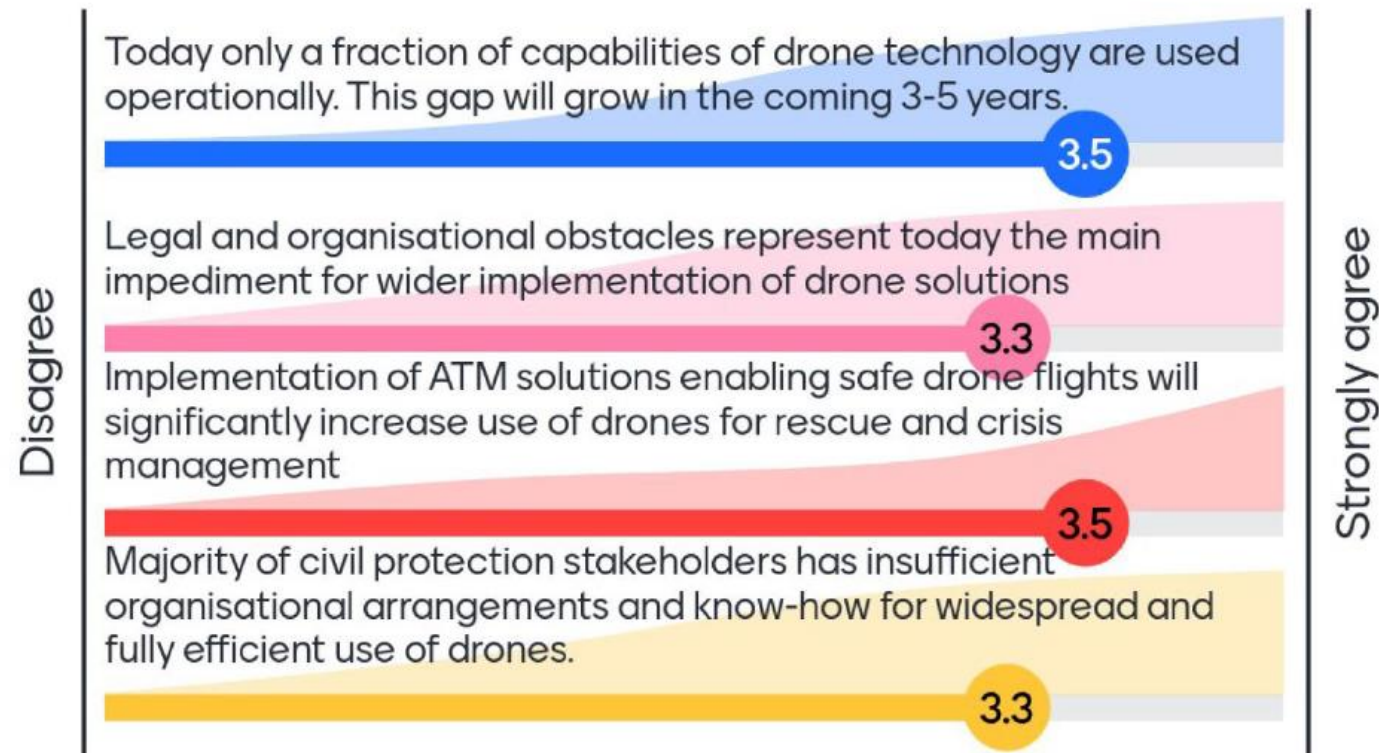 Disagree
Today only a fraction of capabilities of drone technology are used
operationally. This gap will grow in the coming 3-5 years.
3.5
Legal and organisational obstacles represent today the main
impediment for wider implementation of drone solutions
3.3
Implementation of ATM solutions enabling safe drone flights will
significantly increase use of drones for rescue and crisis
management
3.5
Majority of civil protection stakeholders has insufficient
organisational arrangements and know-how for widespread and
fully efficient use of drones.
3.3
Strongly agree